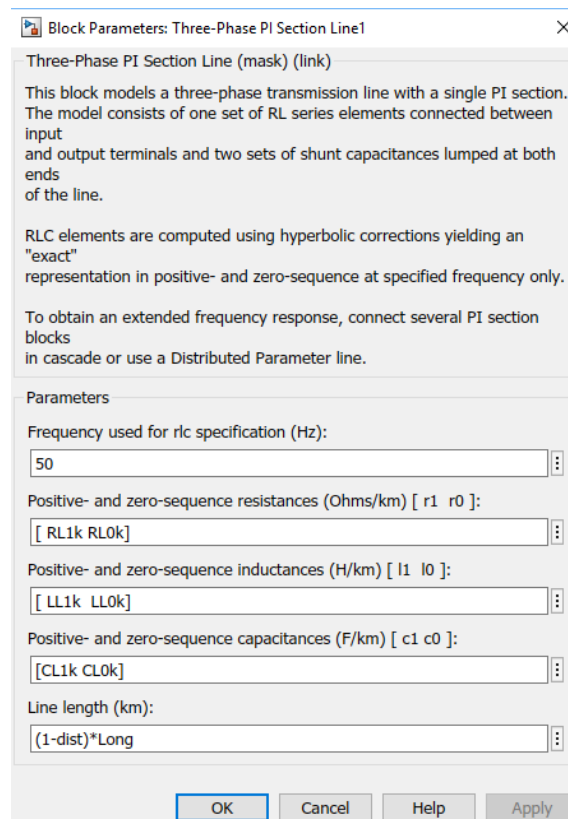 Block Parameters: Three-Phase PI Section Line1
Three-Phase PI Section Line (mask) (link)
This block models a three-phase transmission line with a single PI section.
The model consists of one set of RL series elements connected between
input
and output terminals and two sets of shunt capacitances lumped at both
ends
of the line.
RLC elements are computed using hyperbolic corrections yielding an
"exact"
representation in positive- and zero-sequence at specified frequency only.
To obtain an extended frequency response, connect several PI section
blocks
in cascade or use a Distributed Parameter line.
Parameters
Frequency used for rlc specification (Hz):
50
Positive- and zero-sequence resistances (Ohms/km) [ r1  r0 ]:
[ RL1k RL0k]
Positive- and zero-sequence inductances (H/km) [ l1  l0 ]:
[ LL1k  LL0k]
Positive- and zero-sequence capacitances (F/km) [ c1 c0 ]:
[CL1k CL0k]
Line length (km):
(1-dist)*Long
OK Cancel Help Apply